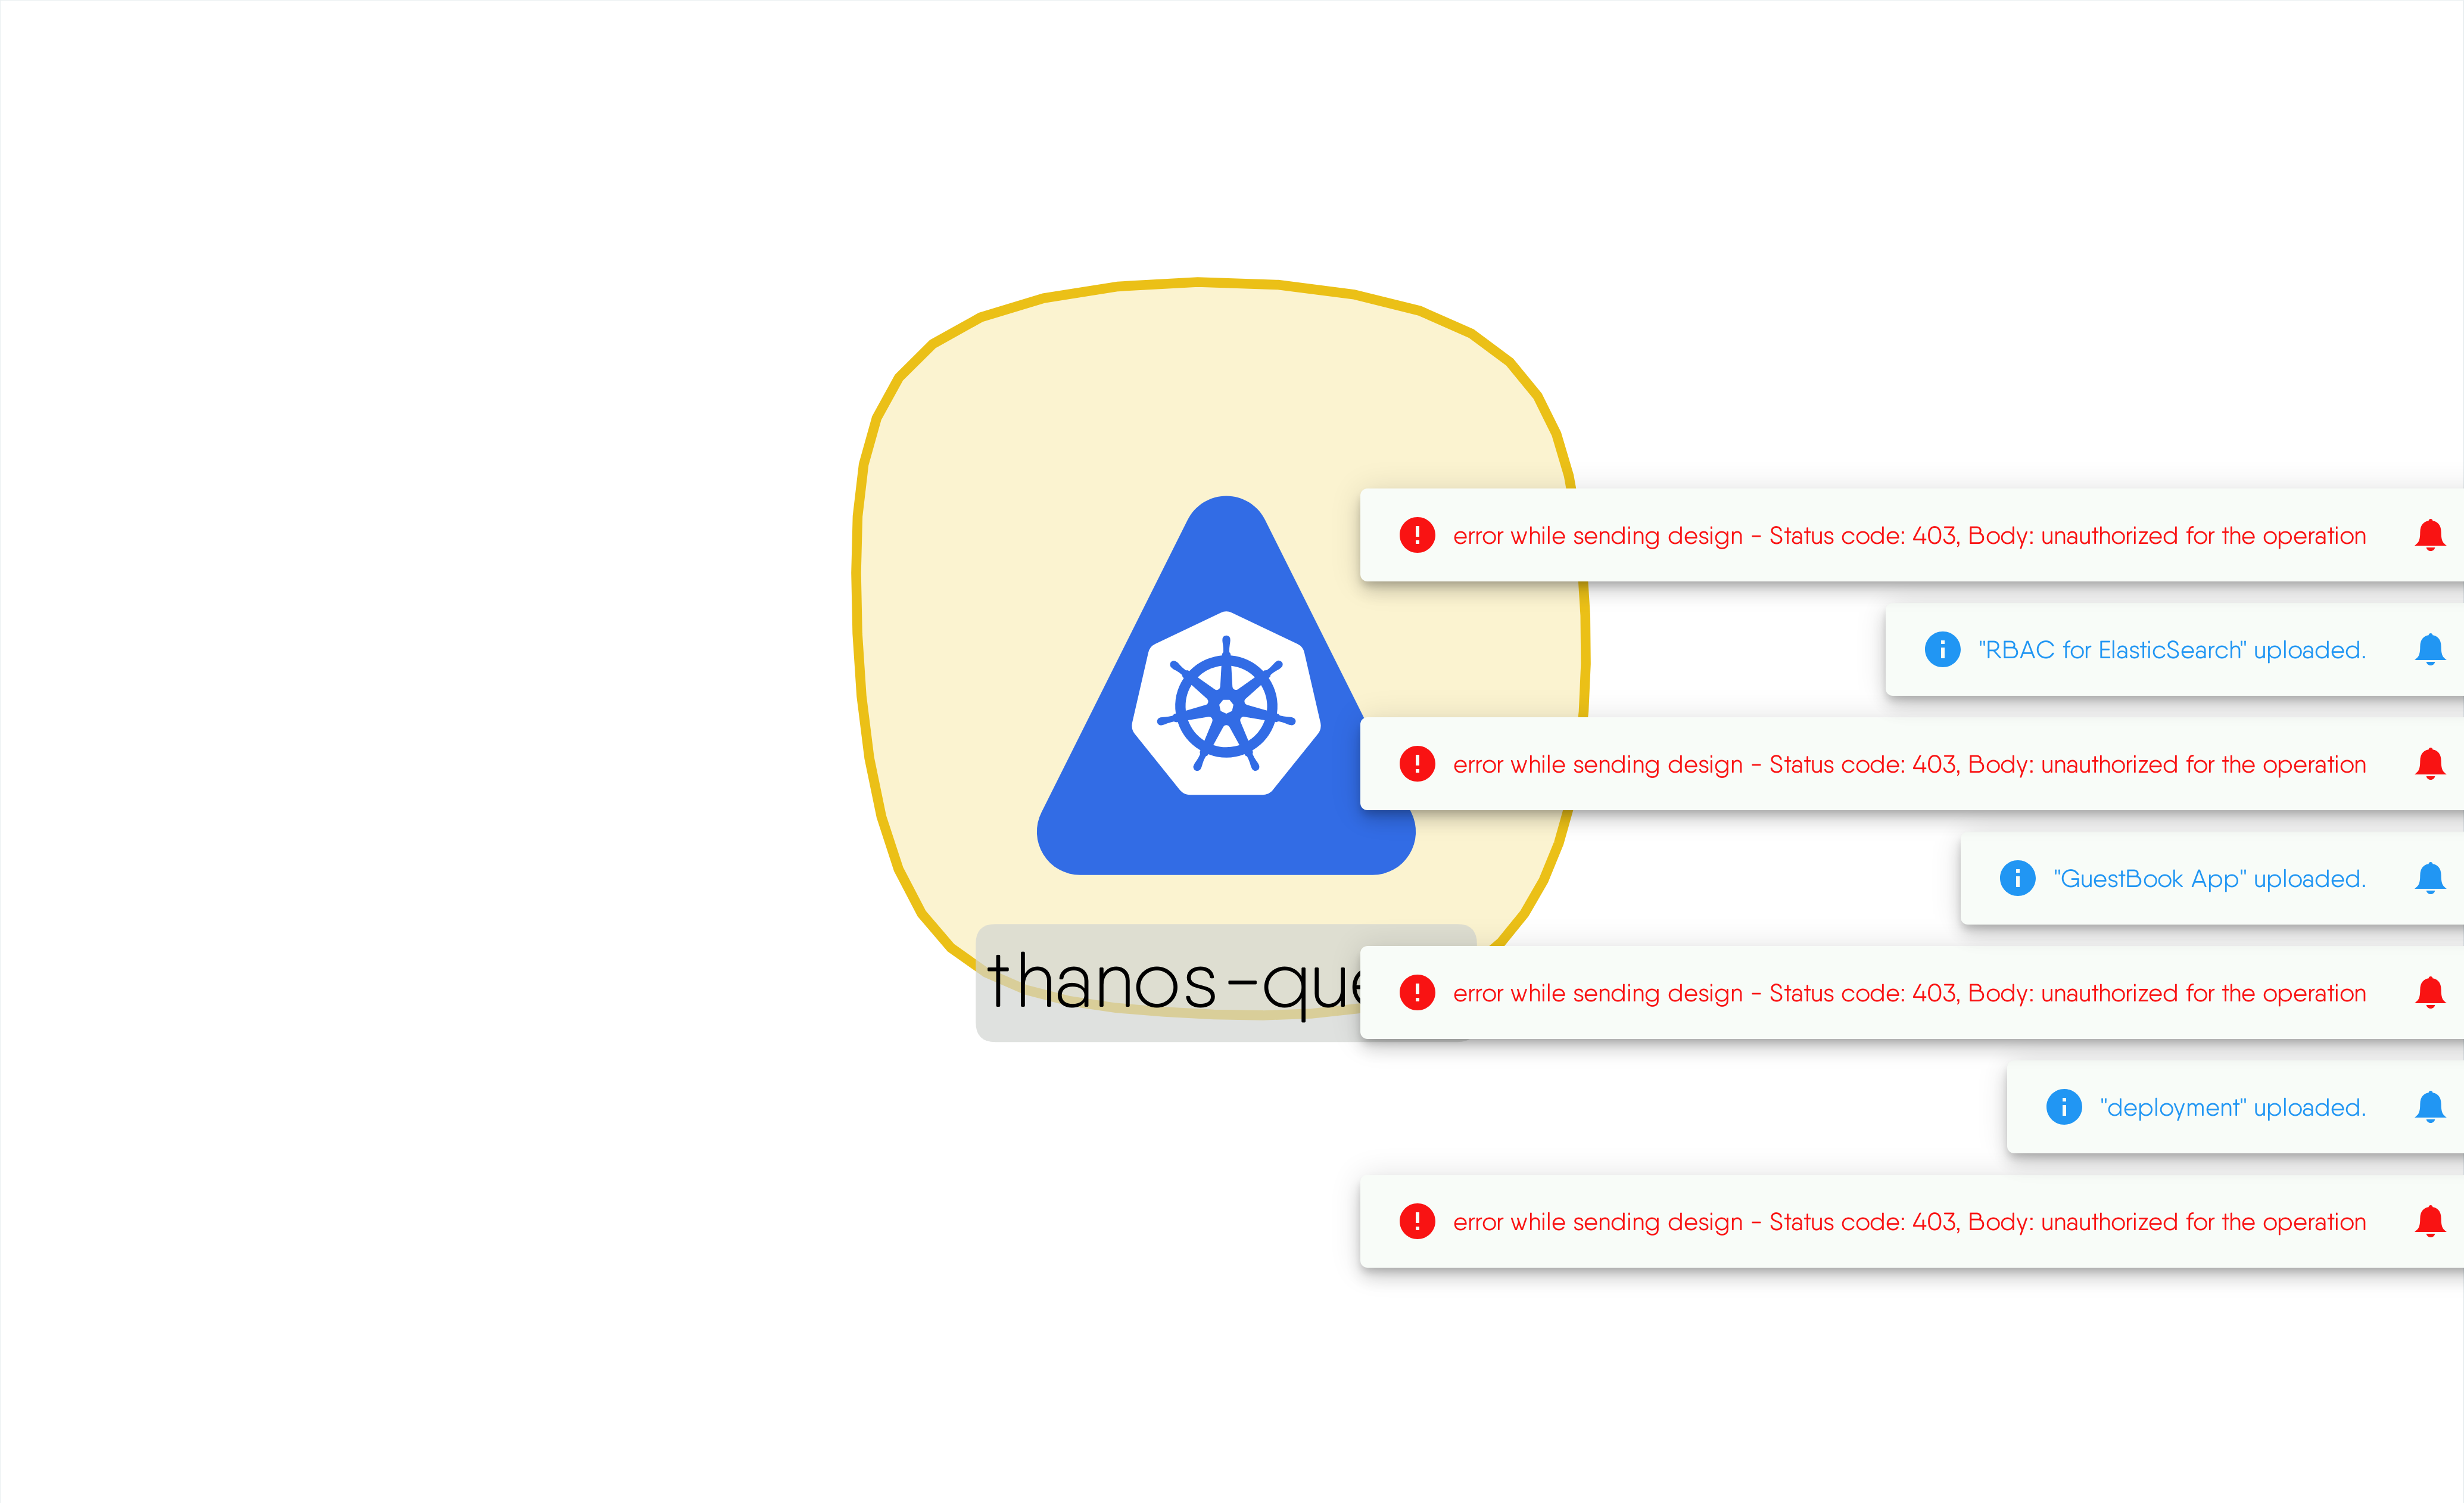 error while sending design - Status code: 403, Body: unauthorized for the operation
"RBAC for ElasticSearch" uploaded.
error while sending design - Status code: 403, Body: unauthorized for the operation
"GuestBook App" uploaded.
thanos-que
error while sending design - Status code: 403, Body: unauthorized for the operation
"deployment" uploaded.
error while sending design - Status code: 403, Body: unauthorized for the operation